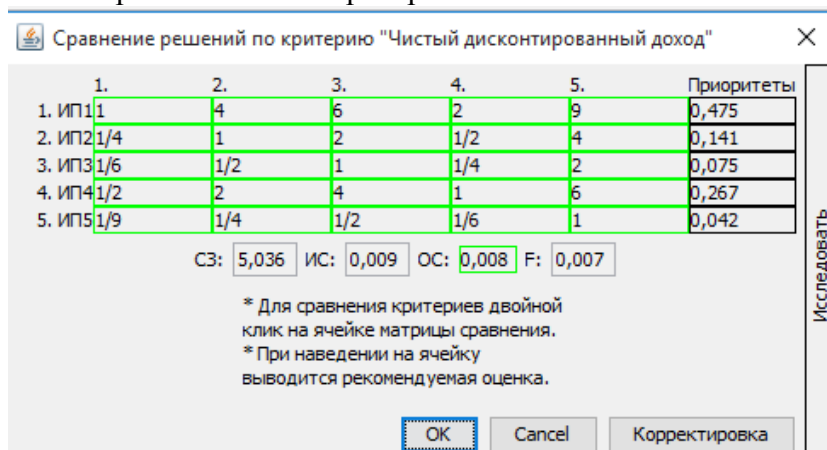 Сравнение решений по критерию "Чистый дисконтированный доход"
1. 2. 3. 4. 5. Приоритеты
1. ИП1 1 4 6 2 9 0,475
2. ИП2 1/4 1 2 1/2 4 0,141
3. ИП3 1/6 1/2 1 1/4 2 0,075
4. ИП4 1/2 2 4 1 6 0,267
5. ИП5 1/9 1/4 1/2 1/6 1 0,042
СЗ: 5,036 ИС: 0,009 ОС: 0,008 F: 0,007
* Для сравнения критериев двойной
клик на ячейке матрицы сравнения.
* При наведении на ячейку
выводится рекомендуемая оценка.
OK Cancel Корректировка
Исследовать